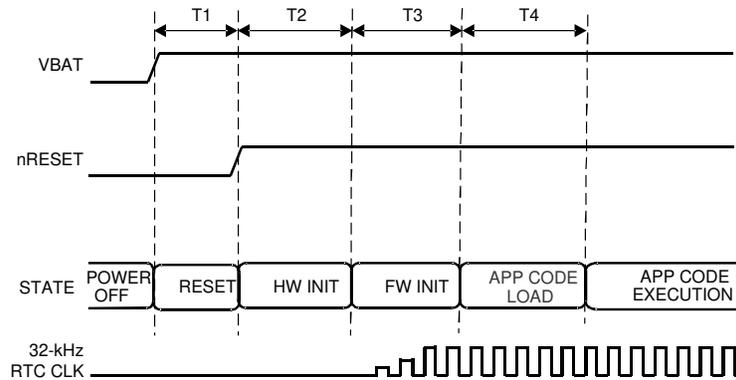 T1 T2 T3 T4
VBAT
nRESET
STATE
POWER
OFF
RESET
HW INIT
FW INIT
APP CODE
LOAD
APP CODE
EXECUTION
32-kHz
RTC CLK